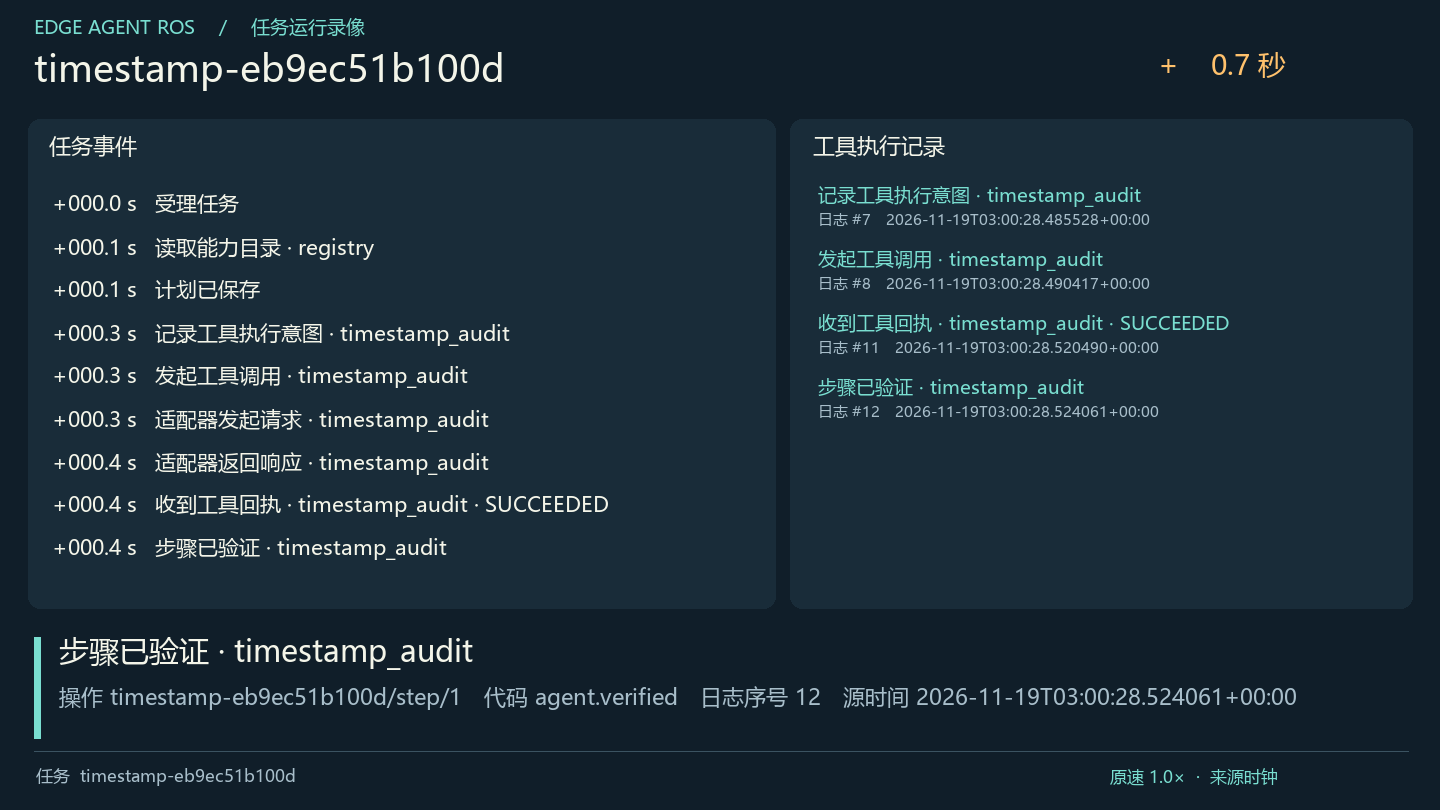 EDGE AGENT ROS / 任务运行录像
timestamp-eb9ec51b100d
+ 0.7 秒
任务事件
+000.0 s 受理任务
+000.1 s 读取能力目录 · registry
+000.1 s 计划已保存
+000.3 s 记录工具执行意图 · timestamp_audit
+000.3 s 发起工具调用 · timestamp_audit
+000.3 s 适配器发起请求 · timestamp_audit
+000.4 s 适配器返回响应 · timestamp_audit
+000.4 s 收到工具回执 · timestamp_audit · SUCCEEDED
+000.4 s 步骤已验证 · timestamp_audit
工具执行记录
记录工具执行意图 · timestamp_audit
日志 #7 2026-11-19T03:00:28.485528+00:00
发起工具调用 · timestamp_audit
日志 #8 2026-11-19T03:00:28.490417+00:00
收到工具回执 · timestamp_audit · SUCCEEDED
日志 #11 2026-11-19T03:00:28.520490+00:00
步骤已验证 · timestamp_audit
日志 #12 2026-11-19T03:00:28.524061+00:00
步骤已验证 · timestamp_audit
操作 timestamp-eb9ec51b100d/step/1 代码 agent.verified 日志序号 12 源时间 2026-11-19T03:00:28.524061+00:00
任务 timestamp-eb9ec51b100d
原速 1.0× · 来源时钟